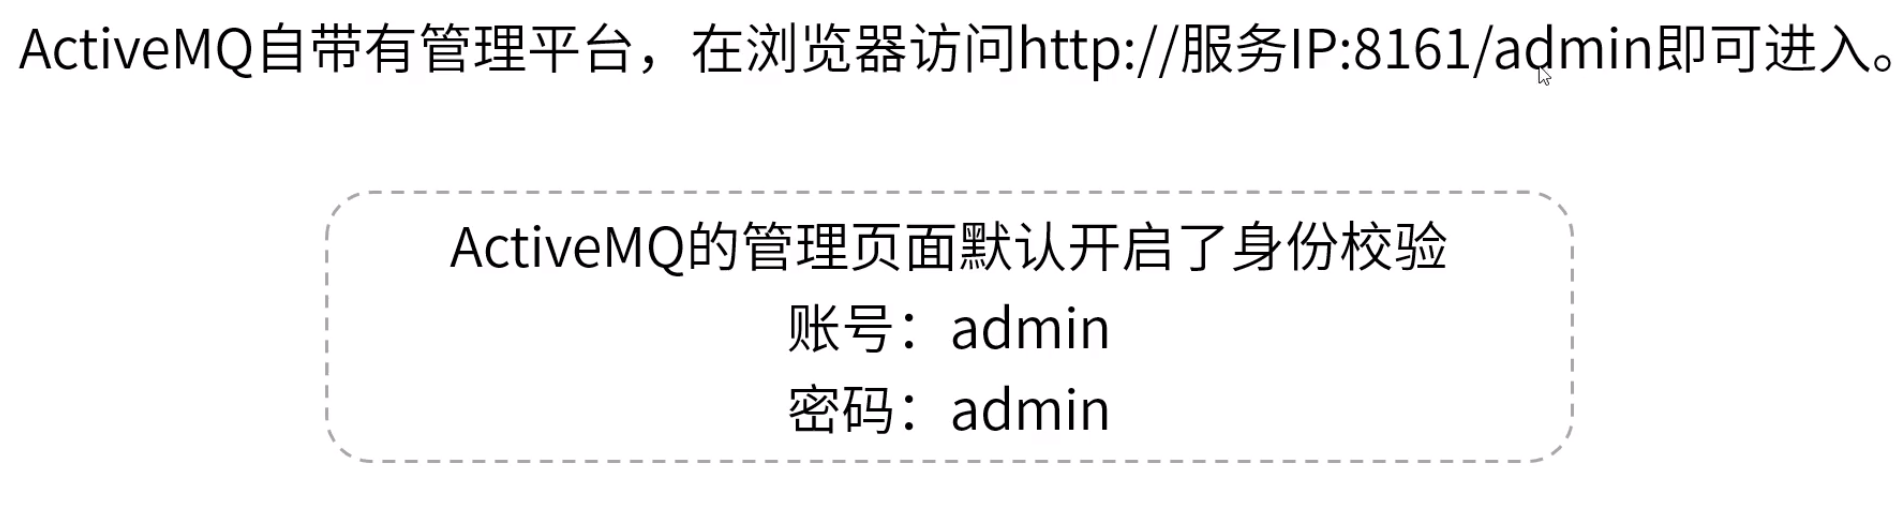 ActiveMQ自带有管理平台，在浏览器访问http://服务IP:8161/admin即可进入。
ActiveMQ的管理页面默认开启了身份校验
账号：admin
密码：admin